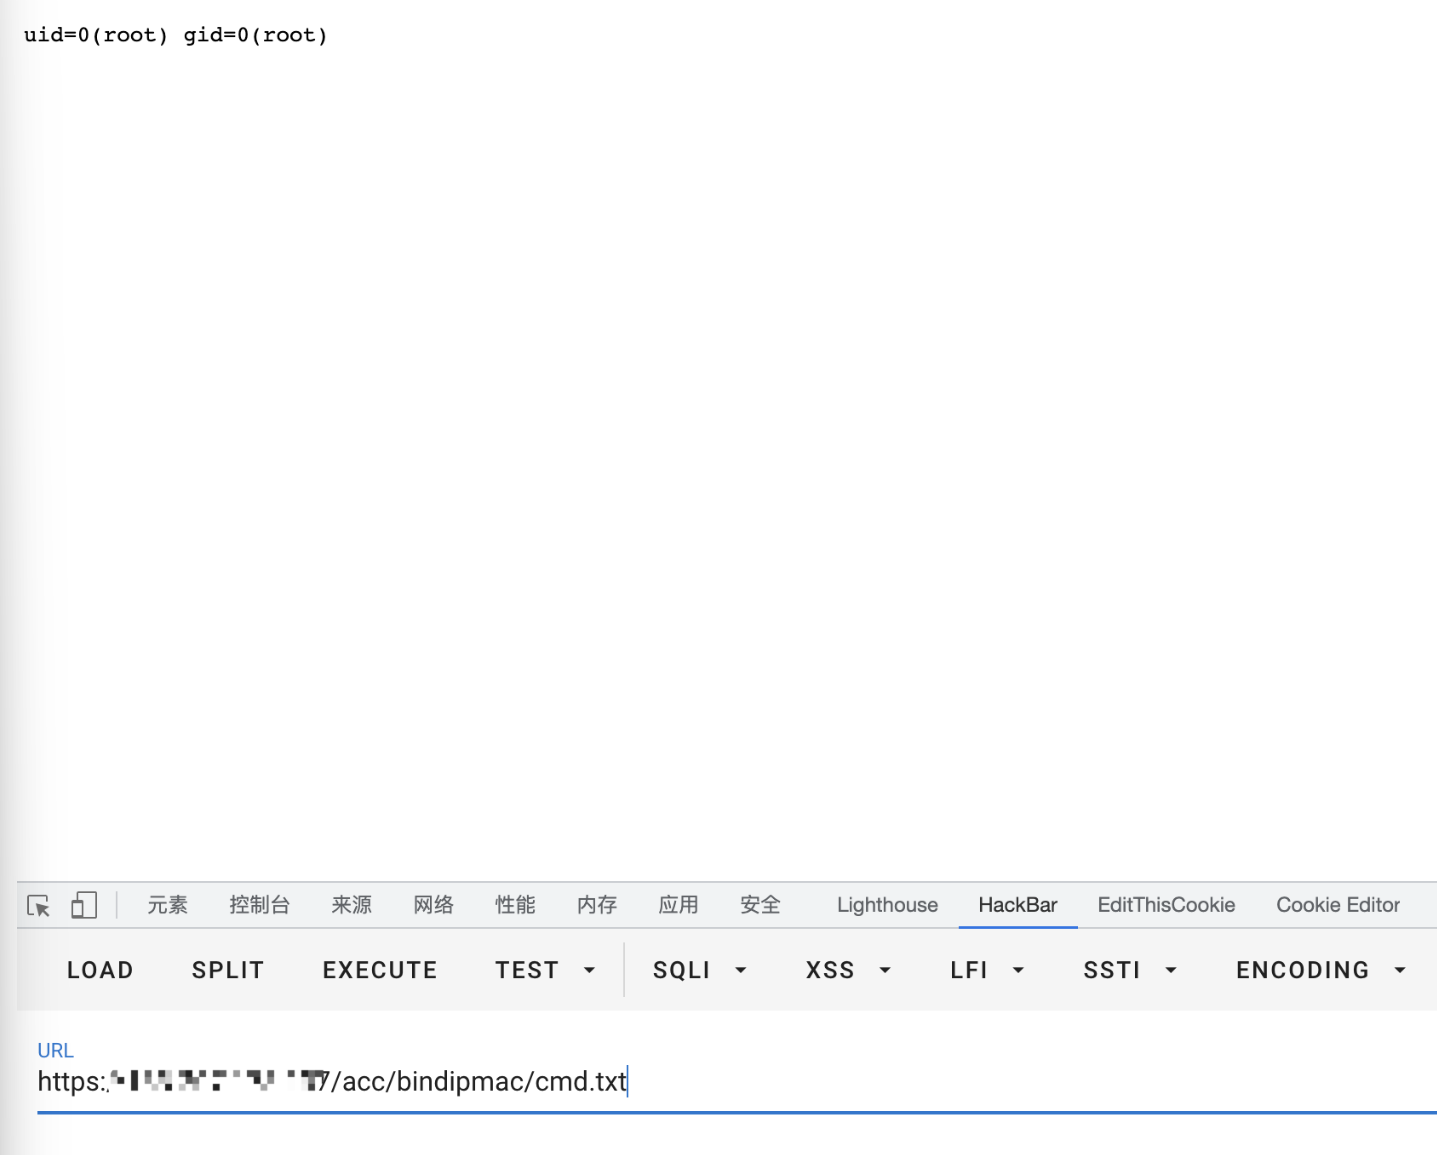 uid=0(root) gid=0(root)
元素 控制台 来源 网络 性能 内存 应用 安全 Lighthouse HackBar EditThisCookie Cookie Editor
LOAD SPLIT EXECUTE TEST SQLI XSS LFI SSTI ENCODING
URL
https:/ 7/acc/bindipmac/cmd.txt